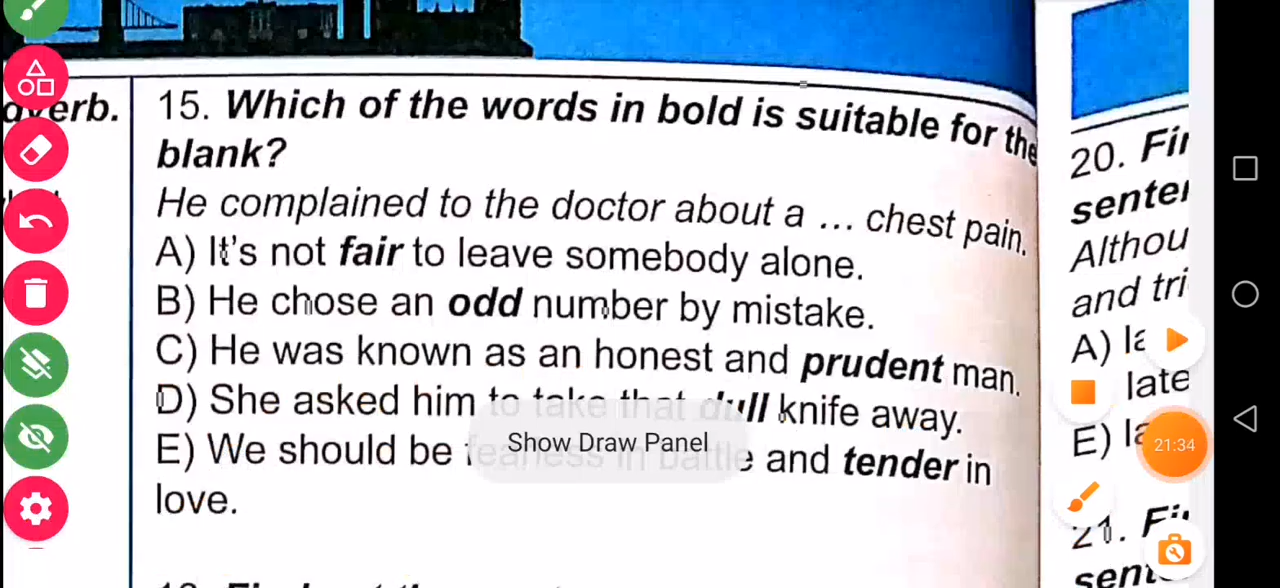 verb.
15. Which of the words in bold is suitable for the
blank?
He complained to the doctor about a ... chest pain.
A) It's not fair to leave somebody alone.
B) He chose an odd number by mistake.
C) He was known as an honest and prudent man.
D) She asked him to take that dull knife away.
E) We should be fearless in battle and tender in
love.
Show Draw Panel
20. Fin
senten
Althou
and tri
A) la
late
E) la
21:34
21. Fi
sent